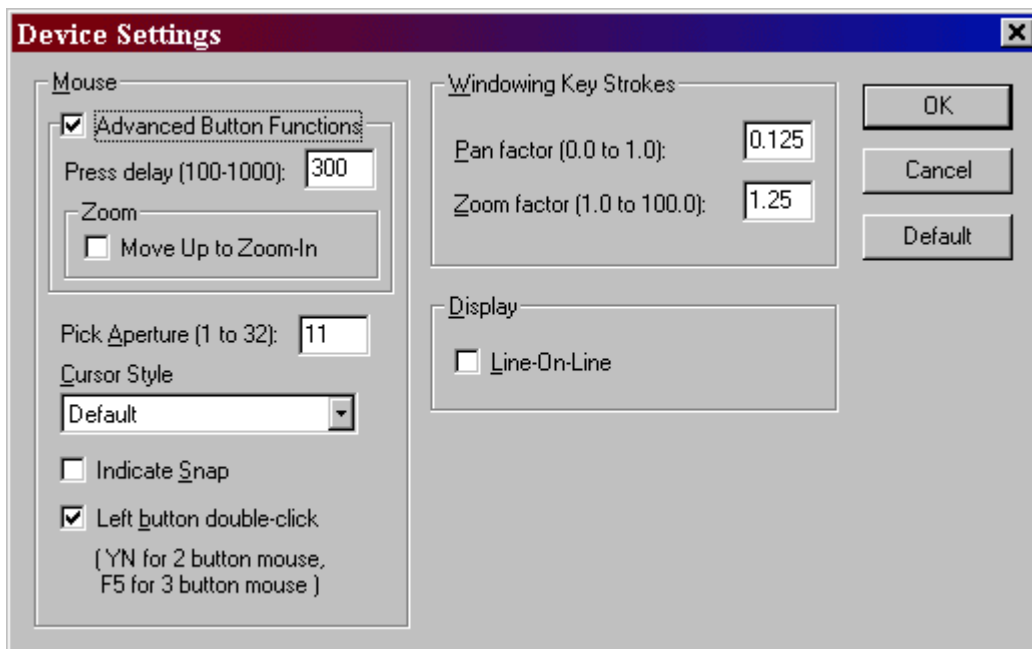 Device Settings
Mouse
Advanced Button Functions
Press delay (100-1000): 300
Zoom
Move Up to Zoom-In
Pick Aperture (1 to 32): 11
Cursor Style
Default
Indicate Snap
Left button double-click
( YN for 2 button mouse,
F5 for 3 button mouse )
Windowing Key Strokes
Pan factor (0.0 to 1.0): 0.125
Zoom factor (1.0 to 100.0): 1.25
Display
Line-On-Line
OK
Cancel
Default